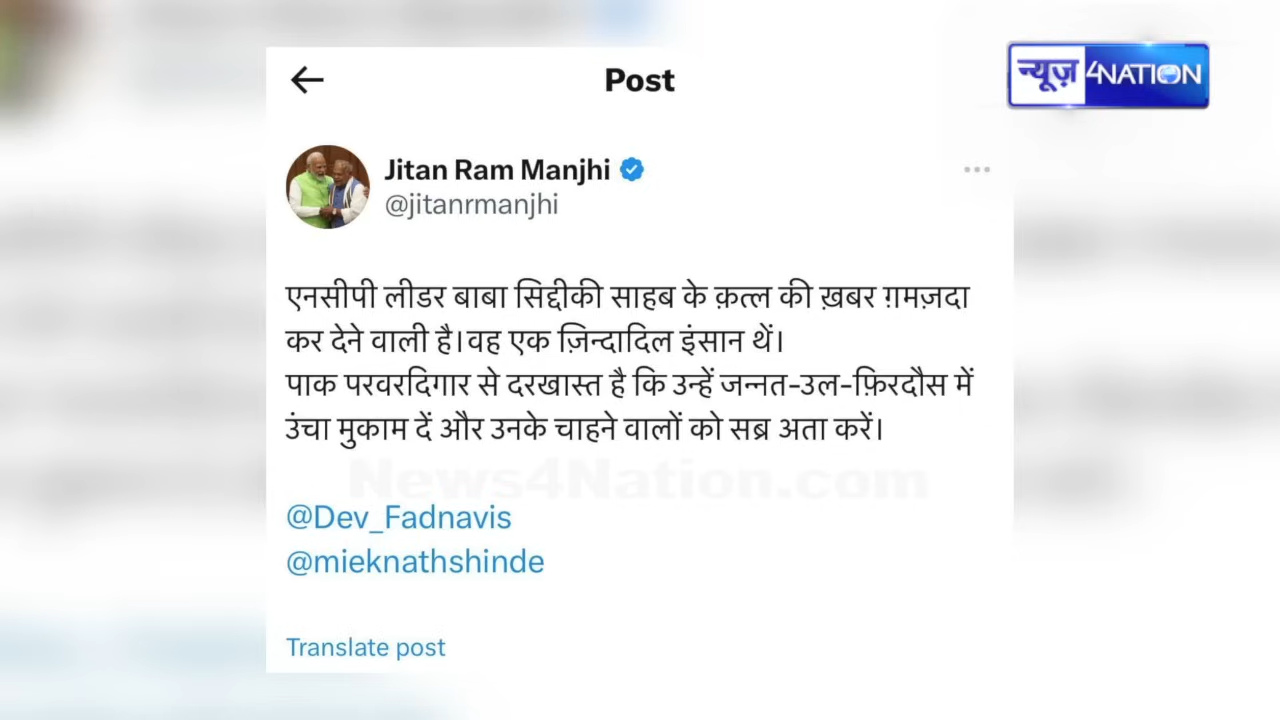 न्यूज़ 4NATION
Post
Jitan Ram Manjhi
@jitanrmanjhi
एनसीपी लीडर बाबा सिद्दीकी साहब के क़त्ल की ख़बर ग़मज़दा
कर देने वाली है।वह एक ज़िन्दादिल इंसान थें।
पाक परवरदिगार से दरखास्त है कि उन्हें जन्नत-उल-फ़िरदौस में
उंचा मुकाम दें और उनके चाहने वालों को सब्र अता करें।
News4Nation.com
@Dev_Fadnavis
@mieknathshinde
Translate post